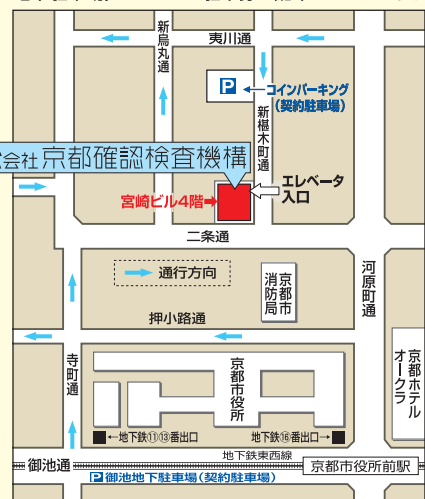 新烏丸通
夷川通
P
コインパーキング
(契約駐車場)
新椹木町通
会社 京都確認検査機構
宮崎ビル4階
エレベータ
入口
二条通
通行方向
京都市
消防局
河原町通
押小路通
寺町通
京都市役所
京都ホテル
オークラ
地下鉄⑪⑬番出口
地下鉄⑯番出口
地下鉄東西線
御池通
京都市役所前駅
P 御池地下駐車場(契約駐車場)